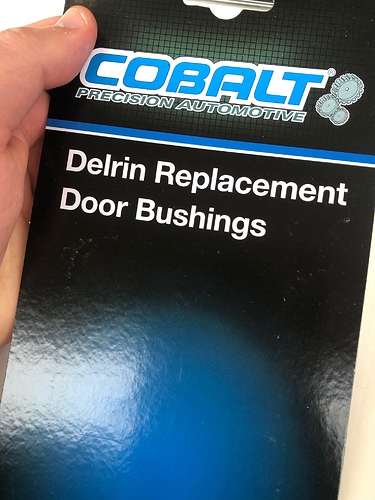 COBALT®
PRECISION AUTOMOTIVE
Delrin Replacement
Door Bushings